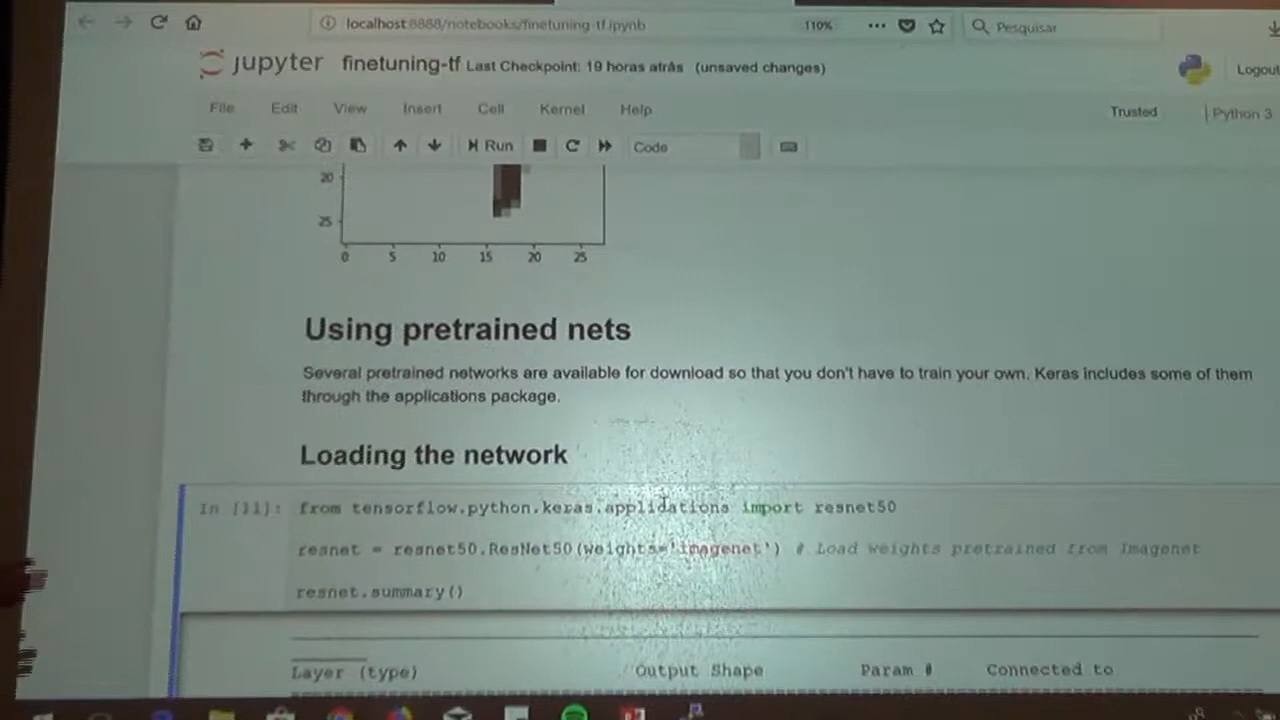 localhost:8888/notebooks/finetuning-tf.ipynb 110% Pesquisar
jupyter finetuning-tf Last Checkpoint: 19 horas atrás (unsaved changes) Logout
File Edit View Insert Cell Kernel Help Trusted Python 3
Run Code
20
25
0 5 10 15 20 25
Using pretrained nets
Several pretrained networks are available for download so that you don't have to train your own. Keras includes some of them
through the applications package.
Loading the network
In [11]: from tensorflow.python.keras.applications import resnet50
resnet = resnet50.ResNet50(weights='imagenet') # Load weights pretrained from Imagenet
resnet.summary()
Layer (type) Output Shape Param # Connected to